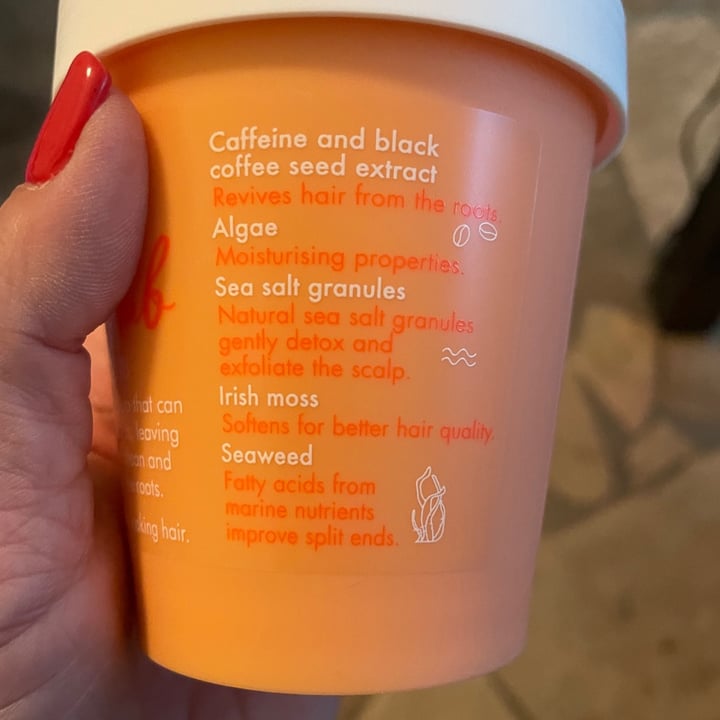 Caffeine and black
coffee seed extract
Revives hair from the roots.
Algae
Moisturising properties.
Sea salt granules
Natural sea salt granules
gently detox and
exfoliate the scalp.
Irish moss
Softens for better hair quality.
Seaweed
Fatty acids from
marine nutrients
improve split ends.
that can
leaving
and
roots.
hair.